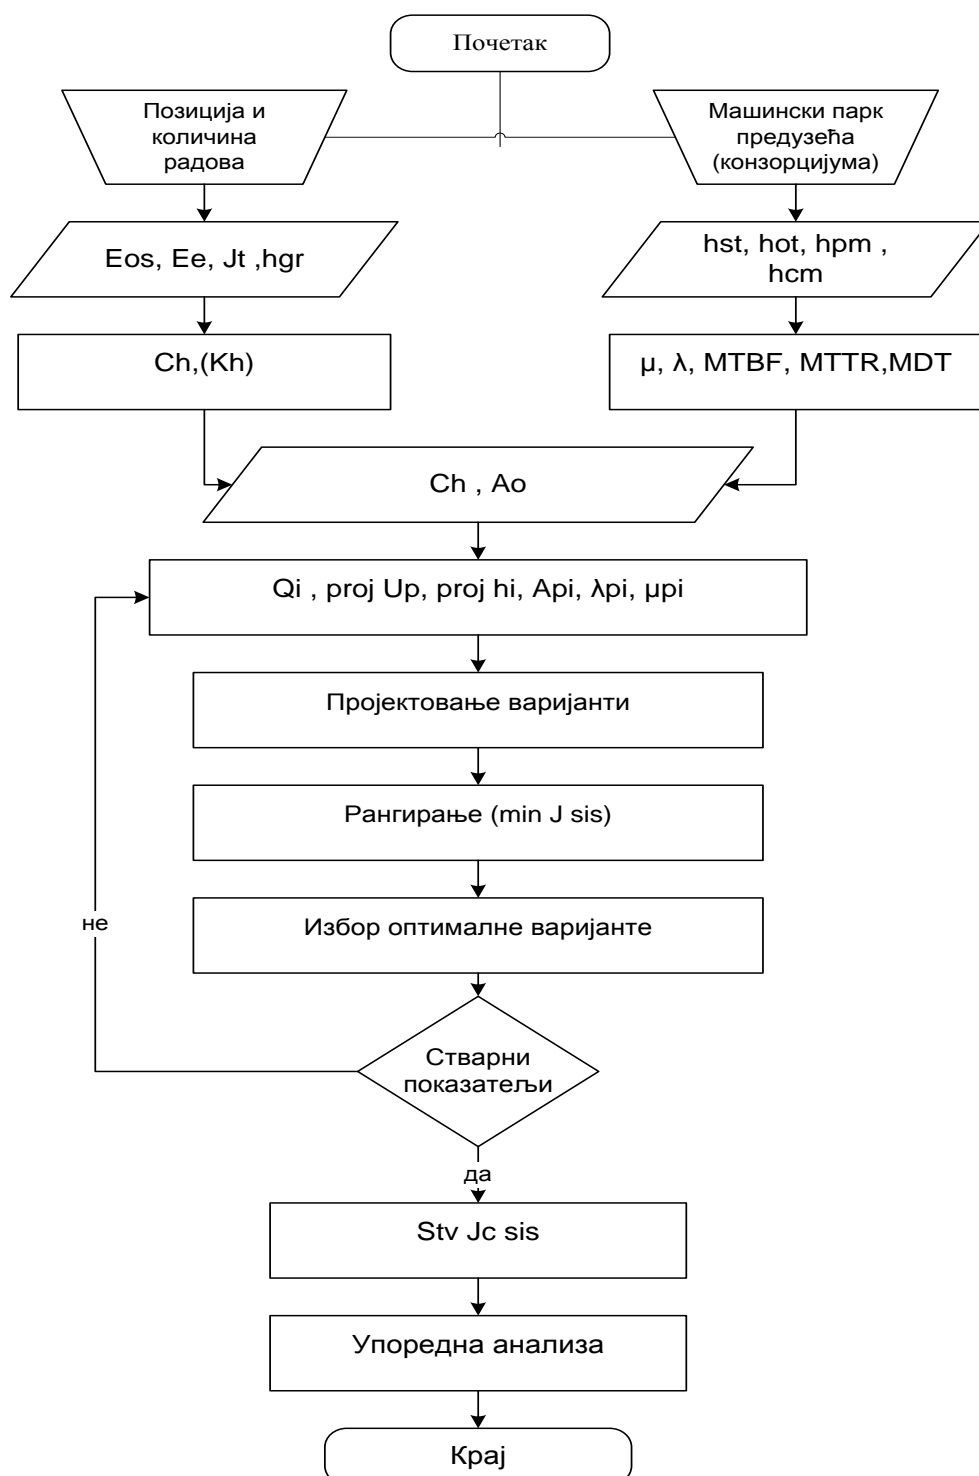 Почетак
Позиција и
количина
радова
Машински парк
предузећа
(конзорцијума)
Eos, Ee, Jt ,hgr
hst, hot, hpm ,
hcm
Ch,(Kh)
μ, λ, MTBF, MTTR,MDT
Ch , Ao
Qi , proj Up, proj hi, Api, λpi, μpi
Пројектовање варијанти
Рангирање (min J sis)
Избор оптималне варијанте
не
Стварни
показатељи
да
Stv Jc sis
Упоредна анализа
Крај